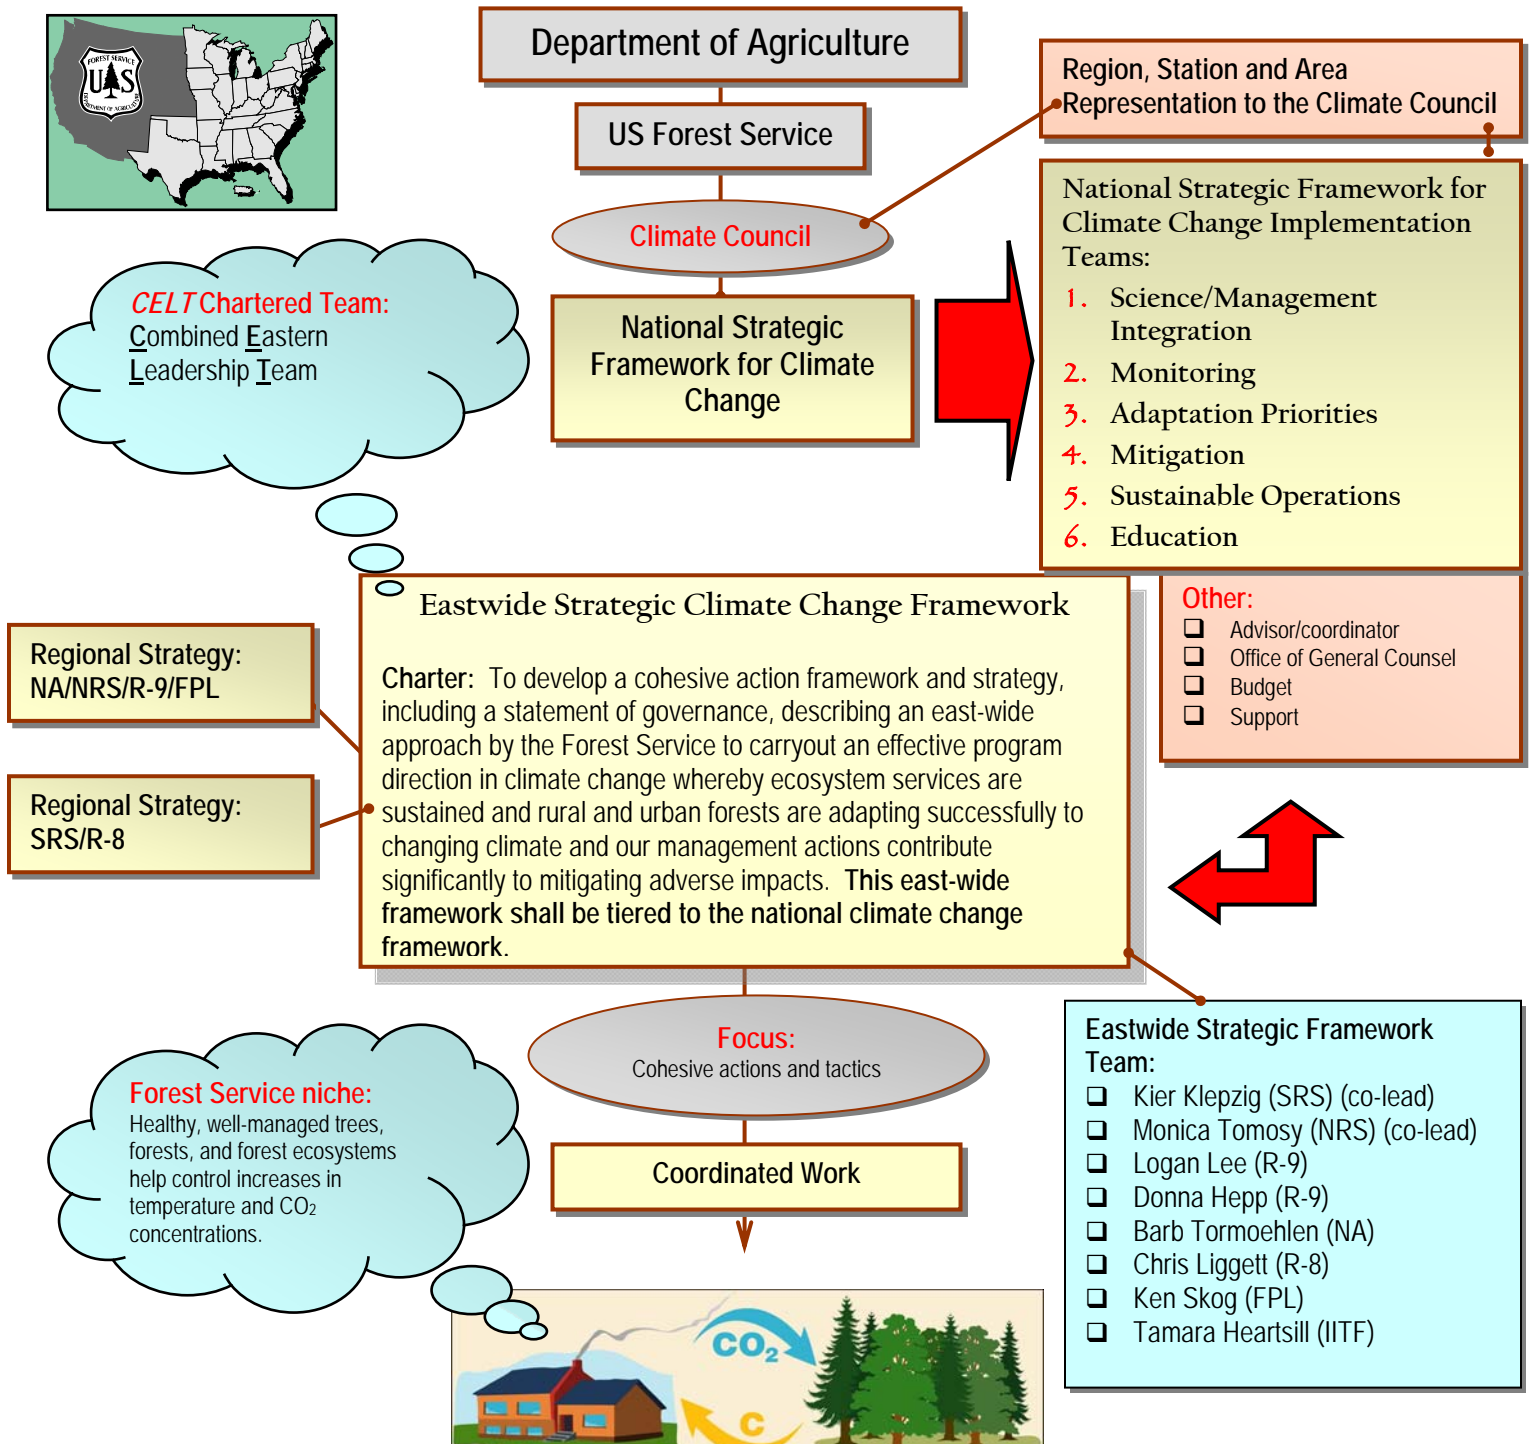 FOREST SERVICE
U S
DEPARTMENT OF AGRICULTURE
Department of Agriculture
US Forest Service
Climate Council
National Strategic
Framework for Climate
Change
Region, Station and Area
Representation to the Climate Council
National Strategic Framework for
Climate Change Implementation
Teams:
1. Science/Management
Integration
2. Monitoring
3. Adaptation Priorities
4. Mitigation
5. Sustainable Operations
6. Education
Other:
❑ Advisor/coordinator
❑ Office of General Counsel
❑ Budget
❑ Support
CELT Chartered Team:
Combined Eastern
Leadership Team
Regional Strategy:
NA/NRS/R-9/FPL
Regional Strategy:
SRS/R-8
Eastwide Strategic Climate Change Framework
Charter: To develop a cohesive action framework and strategy,
including a statement of governance, describing an east-wide
approach by the Forest Service to carryout an effective program
direction in climate change whereby ecosystem services are
sustained and rural and urban forests are adapting successfully to
changing climate and our management actions contribute
significantly to mitigating adverse impacts. This east-wide
framework shall be tiered to the national climate change
framework.
Focus:
Cohesive actions and tactics
Coordinated Work
Forest Service niche:
Healthy, well-managed trees,
forests, and forest ecosystems
help control increases in
temperature and CO2
concentrations.
Eastwide Strategic Framework
Team:
❑ Kier Klepzig (SRS) (co-lead)
❑ Monica Tomosy (NRS) (co-lead)
❑ Logan Lee (R-9)
❑ Donna Hepp (R-9)
❑ Barb Tormoehlen (NA)
❑ Chris Liggett (R-8)
❑ Ken Skog (FPL)
❑ Tamara Heartsill (IITF)
CO2
C